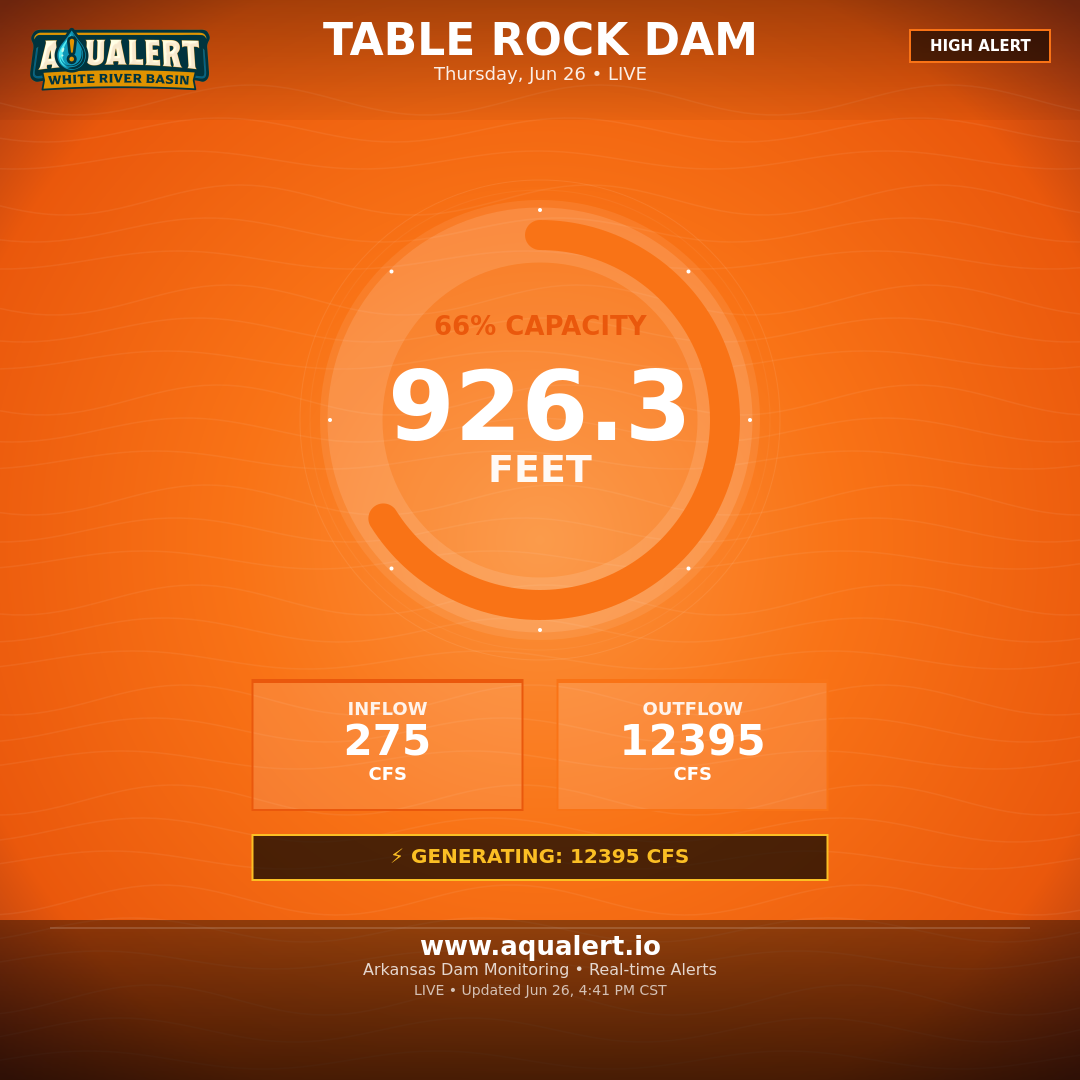 AQUALERT
WHITE RIVER BASIN
TABLE ROCK DAM
Thursday, Jun 26 • LIVE
HIGH ALERT
66% CAPACITY
926.3
FEET
INFLOW
275
CFS
OUTFLOW
12395
CFS
⚡ GENERATING: 12395 CFS
www.aqualert.io
Arkansas Dam Monitoring • Real-time Alerts
LIVE • Updated Jun 26, 4:41 PM CST